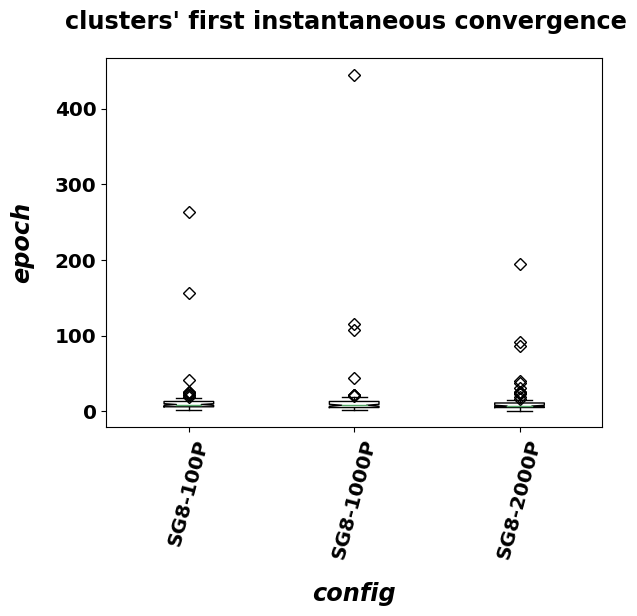 clusters' first instantaneous convergence
epoch
400
300
200
100
0
SG8-100P
SG8-1000P
SG8-2000P
config